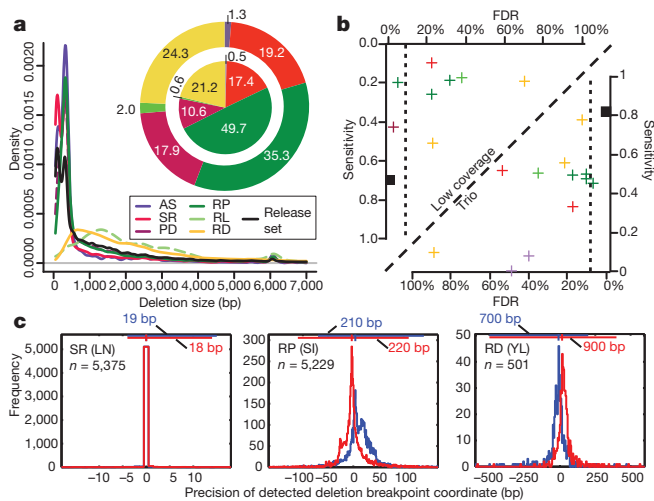 a
Density
0.0020
0.0015
0.0010
0.0005
0.0000
0 1,000 2,000 3,000 4,000 5,000 6,000 7,000
Deletion size (bp)
1.3
19.2
35.3
17.9
2.0
24.3
0.5
17.4
49.7
10.6
0.6
21.2
AS RP
SR RL
PD RD
Release set
b
FDR
0% 20% 40% 60% 80% 100%
Sensitivity
0.0
0.2
0.4
0.6
0.8
1.0
Low coverage
Trio
1
0.8
0.6
0.4
0.2
0
Sensitivity
100% 80% 60% 40% 20% 0%
FDR
c
Frequency
19 bp
18 bp
SR (LN)
n = 5,375
5,000
4,000
3,000
2,000
1,000
0
−10 −5 0 5 10
210 bp
220 bp
RP (SI)
n = 5,229
300
250
200
150
100
50
0
−100 −50 0 50 100
700 bp
900 bp
RD (YL)
n = 501
50
40
30
20
10
0
−500 −250 0 250 500
Precision of detected deletion breakpoint coordinate (bp)